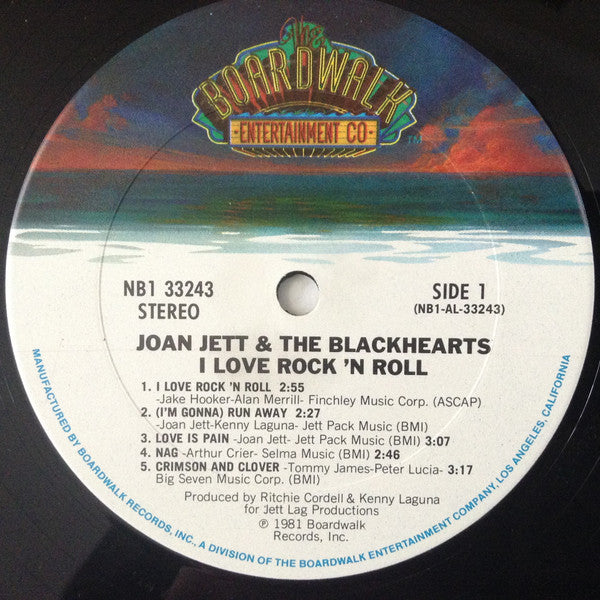 The
BOARDWALK
ENTERTAINMENT CO
TM
NB1 33243
STEREO
SIDE 1
(NB1-AL-33243)
JOAN JETT & THE BLACKHEARTS
I LOVE ROCK 'N ROLL
1. I LOVE ROCK 'N ROLL 2:55
-Jake Hooker-Alan Merrill- Finchley Music Corp. (ASCAP)
2. (I'M GONNA) RUN AWAY 2:27
-Joan Jett-Kenny Laguna- Jett Pack Music (BMI)
3. LOVE IS PAIN -Joan Jett- Jett Pack Music (BMI) 3:07
4. NAG -Arthur Crier- Selma Music (BMI) 2:46
5. CRIMSON AND CLOVER -Tommy James-Peter Lucia- 3:17
Big Seven Music Corp. (BMI)
Produced by Ritchie Cordell & Kenny Laguna
for Jett Lag Productions
℗ 1981 Boardwalk
Records, Inc.
MANUFACTURED BY BOARDWALK RECORDS, INC., A DIVISION OF THE BOARDWALK ENTERTAINMENT COMPANY, LOS ANGELES, CALIFORNIA